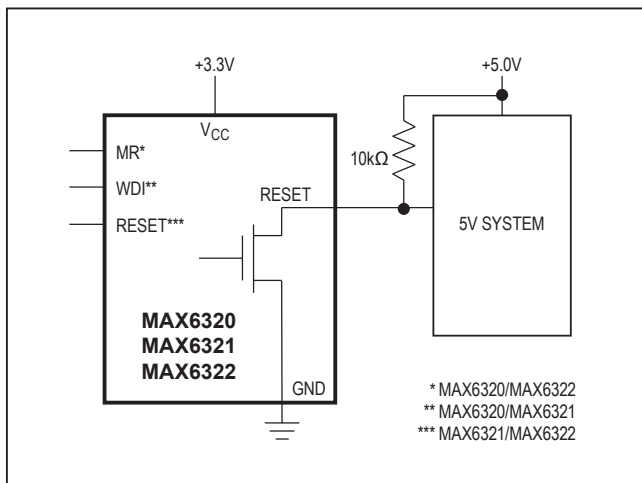 +3.3V
+5.0V
VCC
MR*
10kΩ
WDI**
RESET
RESET***
5V SYSTEM
MAX6320
MAX6321
MAX6322
GND
* MAX6320/MAX6322
** MAX6320/MAX6321
*** MAX6321/MAX6322